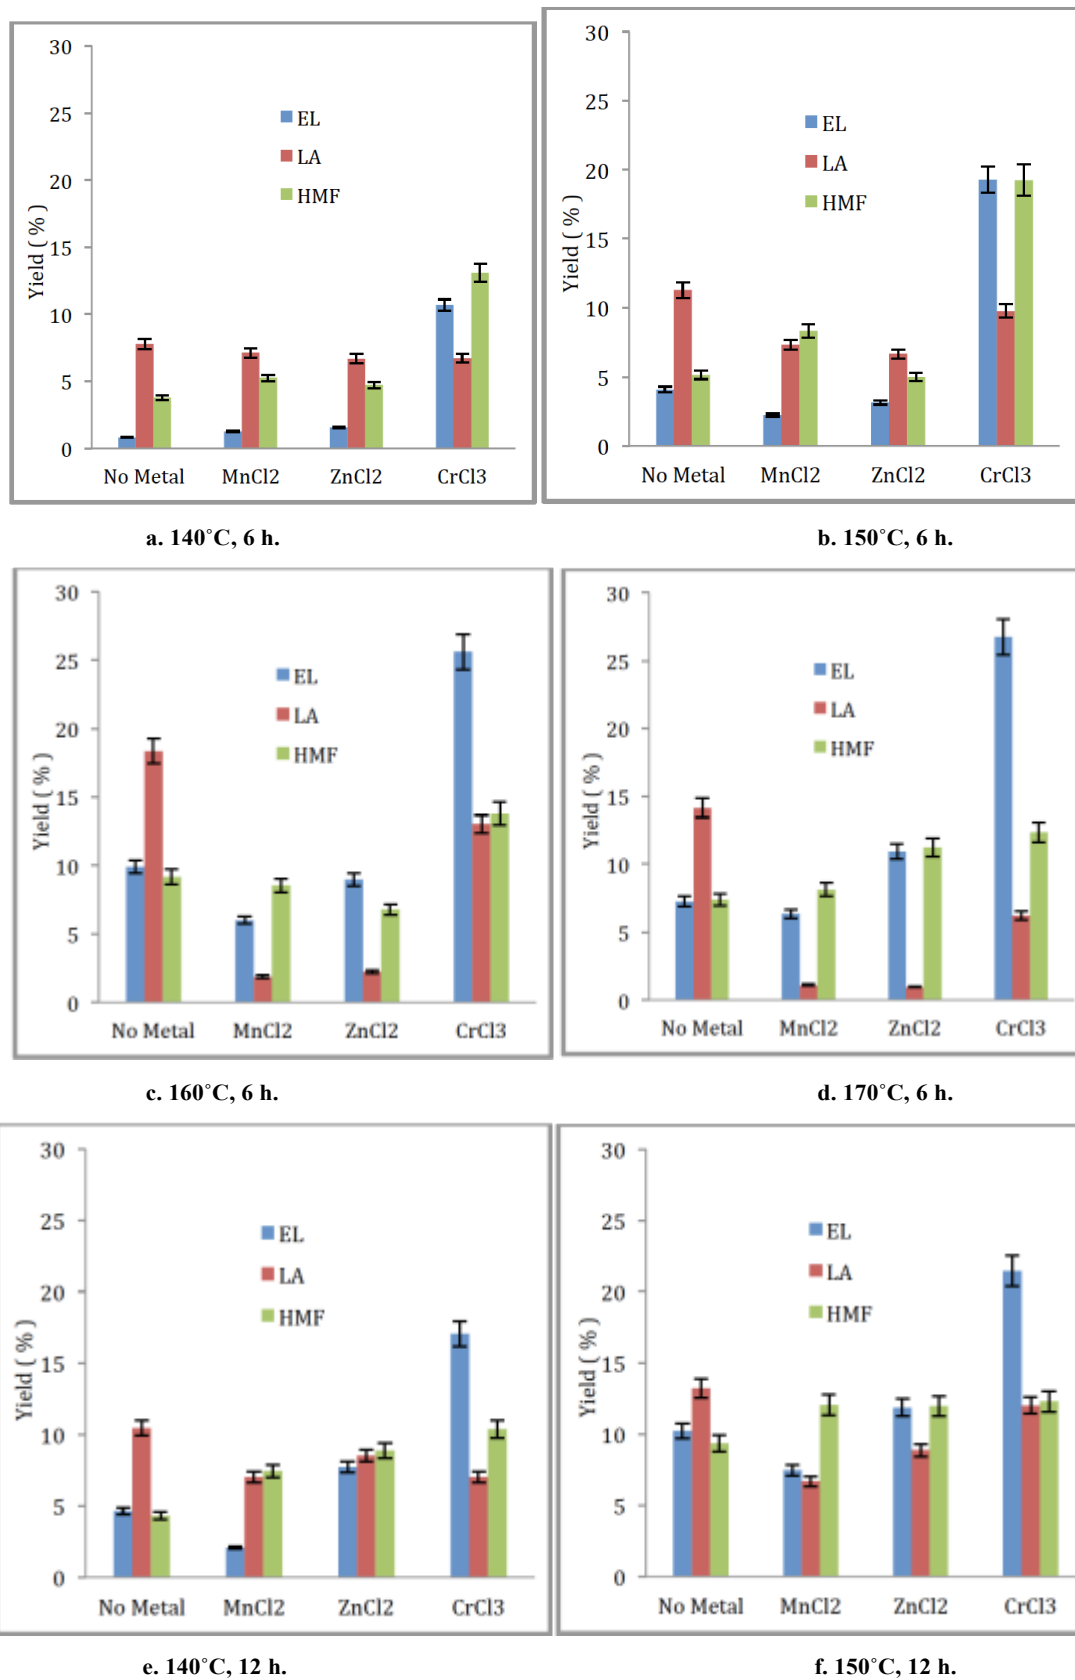 30
25
20
15
10
5
0
Yield ( % )
EL
LA
HMF
No Metal MnCl2 ZnCl2 CrCl3
a. 140˚C, 6 h.
30
25
20
15
10
5
0
Yield ( % )
EL
LA
HMF
No Metal MnCl2 ZnCl2 CrCl3
b. 150˚C, 6 h.
30
25
20
15
10
5
0
Yield ( % )
EL
LA
HMF
No Metal MnCl2 ZnCl2 CrCl3
c. 160˚C, 6 h.
30
25
20
15
10
5
0
Yield ( % )
EL
LA
HMF
No Metal MnCl2 ZnCl2 CrCl3
d. 170˚C, 6 h.
30
25
20
15
10
5
0
Yield ( % )
EL
LA
HMF
No Metal MnCl2 ZnCl2 CrCl3
e. 140˚C, 12 h.
30
25
20
15
10
5
0
Yield ( % )
EL
LA
HMF
No Metal MnCl2 ZnCl2 CrCl3
f. 150˚C, 12 h.